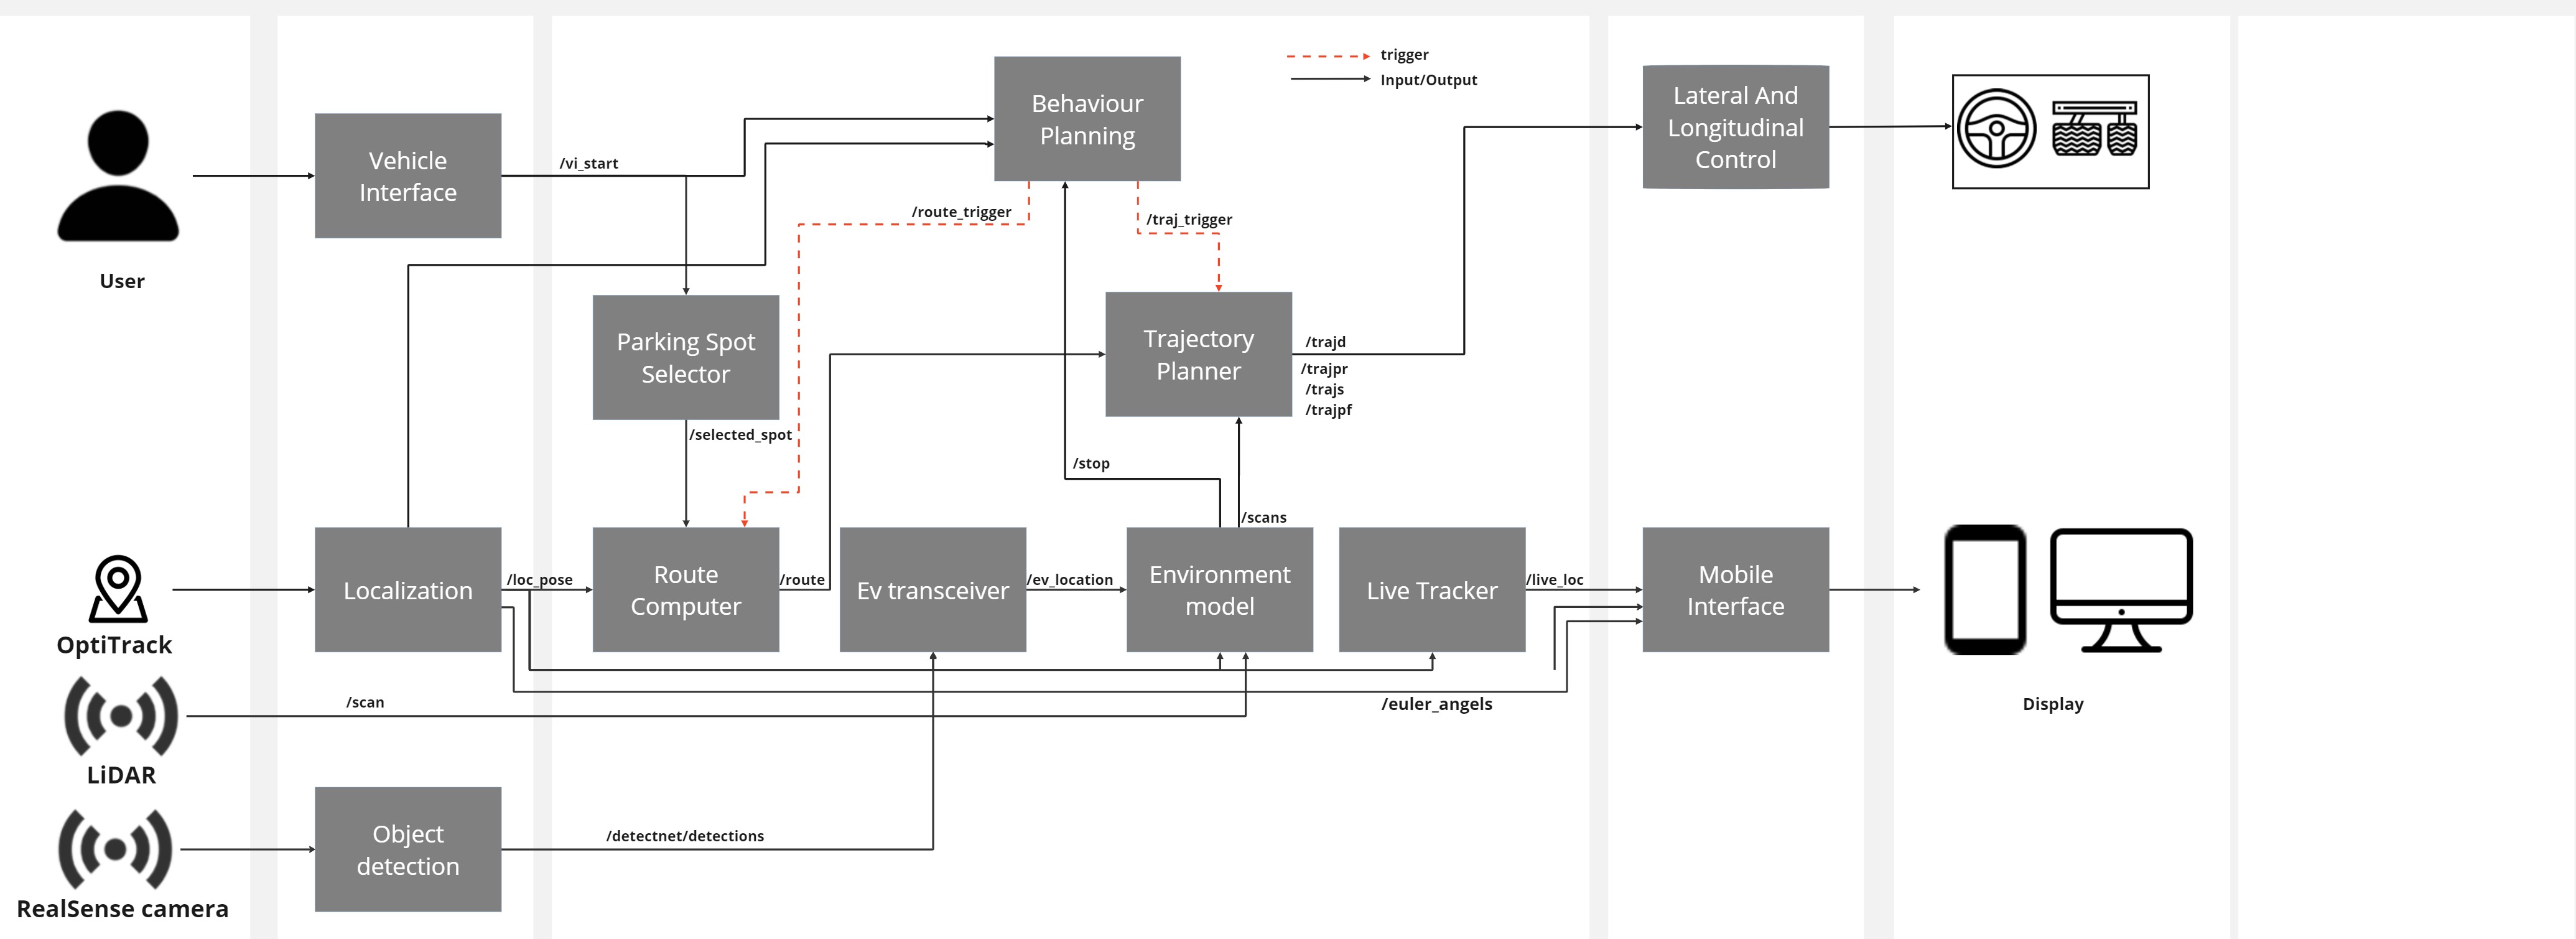 trigger
Input/Output
Behaviour
Planning
Lateral And
Longitudinal
Control
Vehicle
Interface
/vi_start
/route_trigger
/traj_trigger
User
Parking Spot
Selector
Trajectory
Planner
/trajd
/trajpr
/trajs
/trajpf
/selected_spot
/stop
/scans
Localization
/loc_pose
Route
Computer
/route
Ev transceiver
/ev_location
Environment
model
Live Tracker
/live_loc
Mobile
Interface
OptiTrack
/scan
/euler_angels
Display
LiDAR
Object
detection
/detectnet/detections
RealSense camera